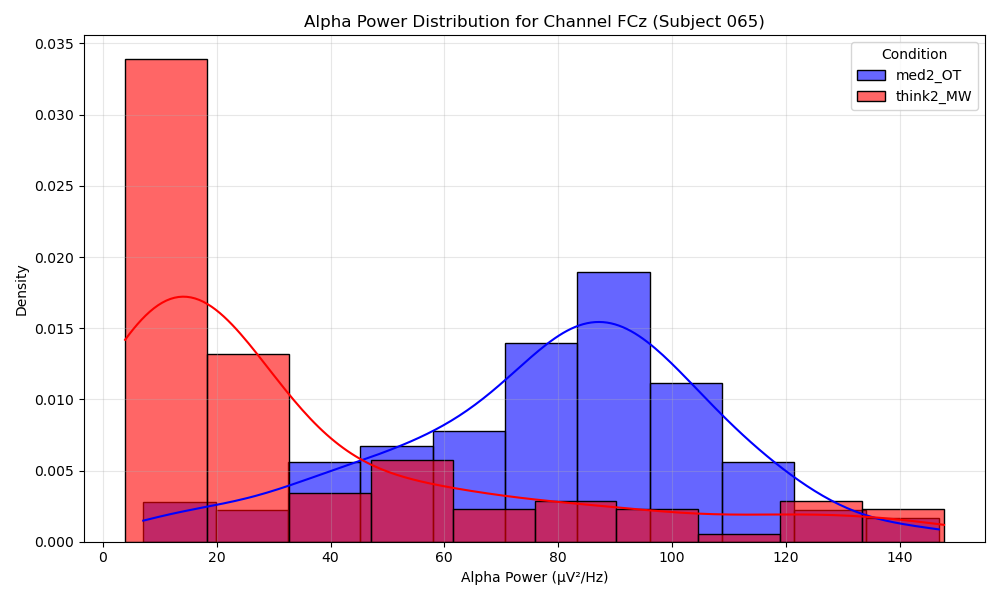 Alpha Power Distribution for Channel FCz (Subject 065)
Condition
med2_OT
think2_MW
Density
0.035
0.030
0.025
0.020
0.015
0.010
0.005
0.000
0 20 40 60 80 100 120 140
Alpha Power (µV²/Hz)